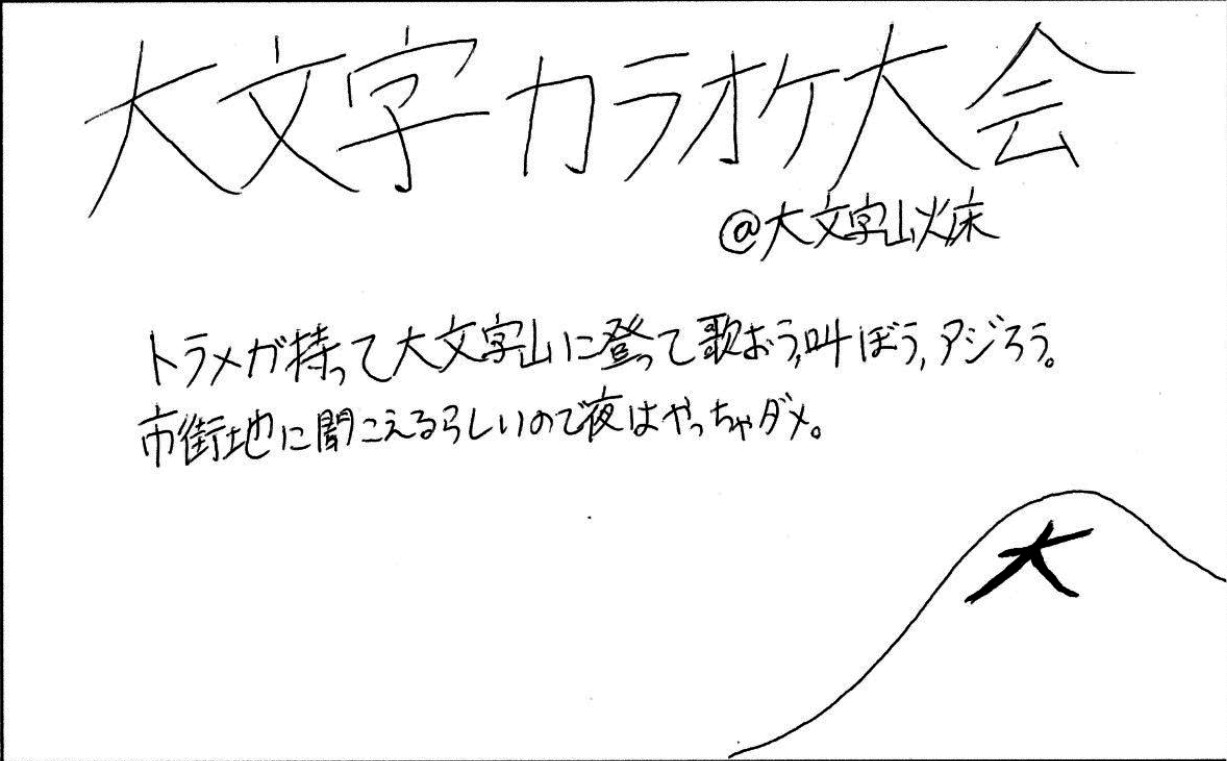 大文字カラオケ大会
@大文字山火床
トラメガ持って大文字山に登って歌おう,叫ぼう,アジろう。
市街地に聞こえるらしいので夜はやっちゃダメ。
大